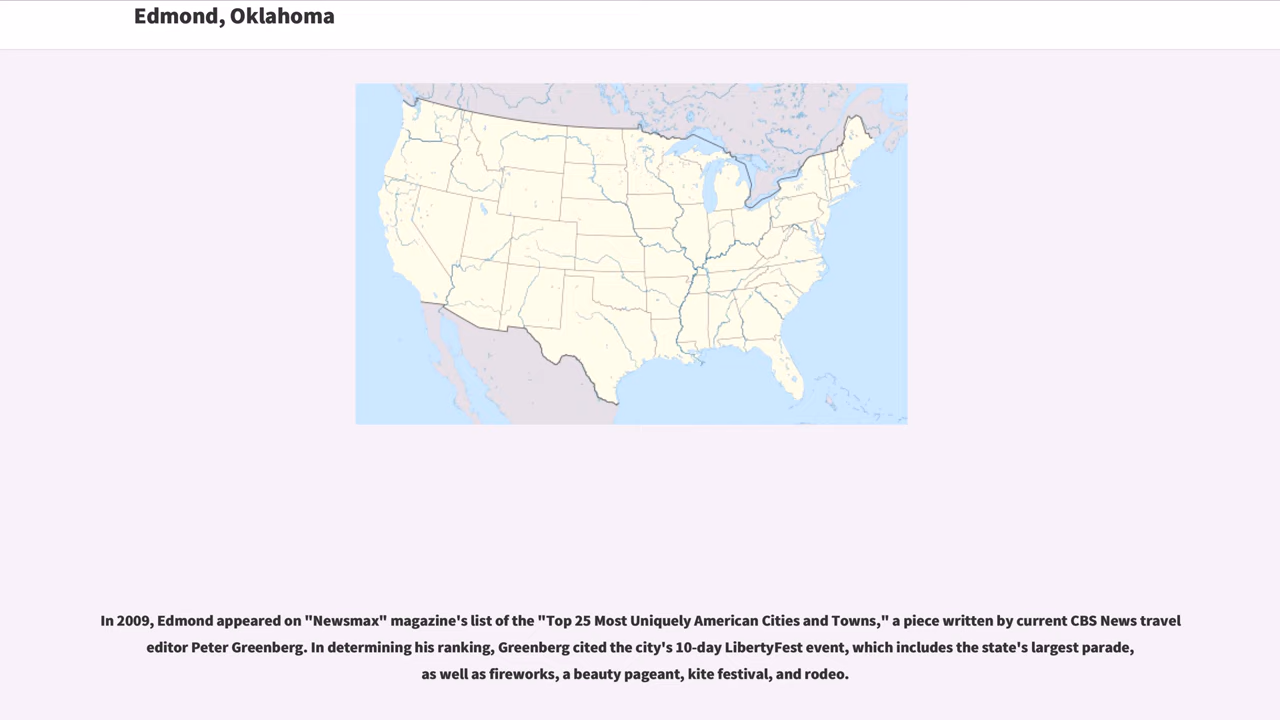 Edmond, Oklahoma
In 2009, Edmond appeared on "Newsmax" magazine's list of the "Top 25 Most Uniquely American Cities and Towns," a piece written by current CBS News travel
editor Peter Greenberg. In determining his ranking, Greenberg cited the city's 10-day LibertyFest event, which includes the state's largest parade,
as well as fireworks, a beauty pageant, kite festival, and rodeo.